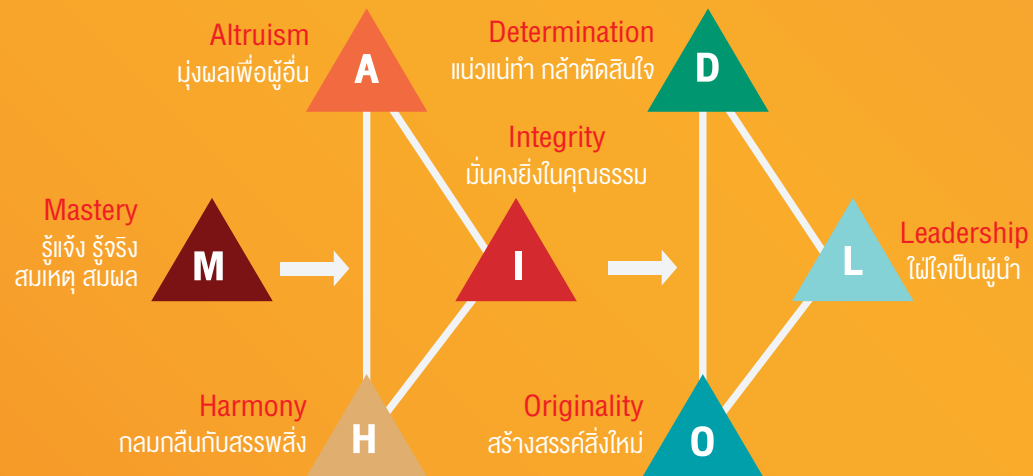 Altruism
มุ่งผลเพื่อผู้อื่น
A
Determination
แน่วแน่ทำ กล้าตัดสินใจ
D
Integrity
มั่นคงยิ่งในคุณธรรม
Mastery
รู้แจ้ง รู้จริง
สมเหตุ สมผล
M
I
L
Leadership
ใฝ่ใจเป็นผู้นำ
Harmony
กลมกลืนกับสรรพสิ่ง
H
Originality
สร้างสรรค์สิ่งใหม่
O